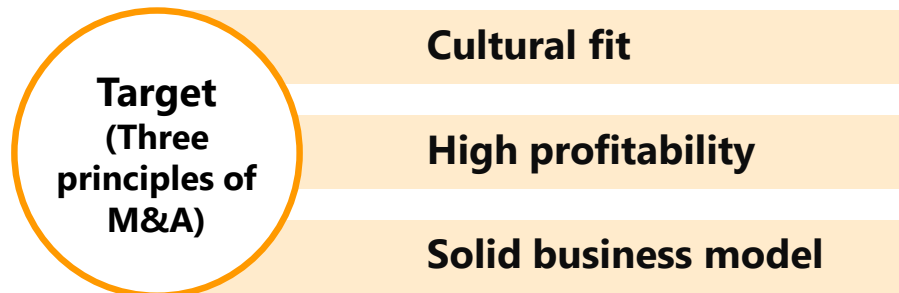 Target
(Three
principles of
M&A)
Cultural fit
High profitability
Solid business model